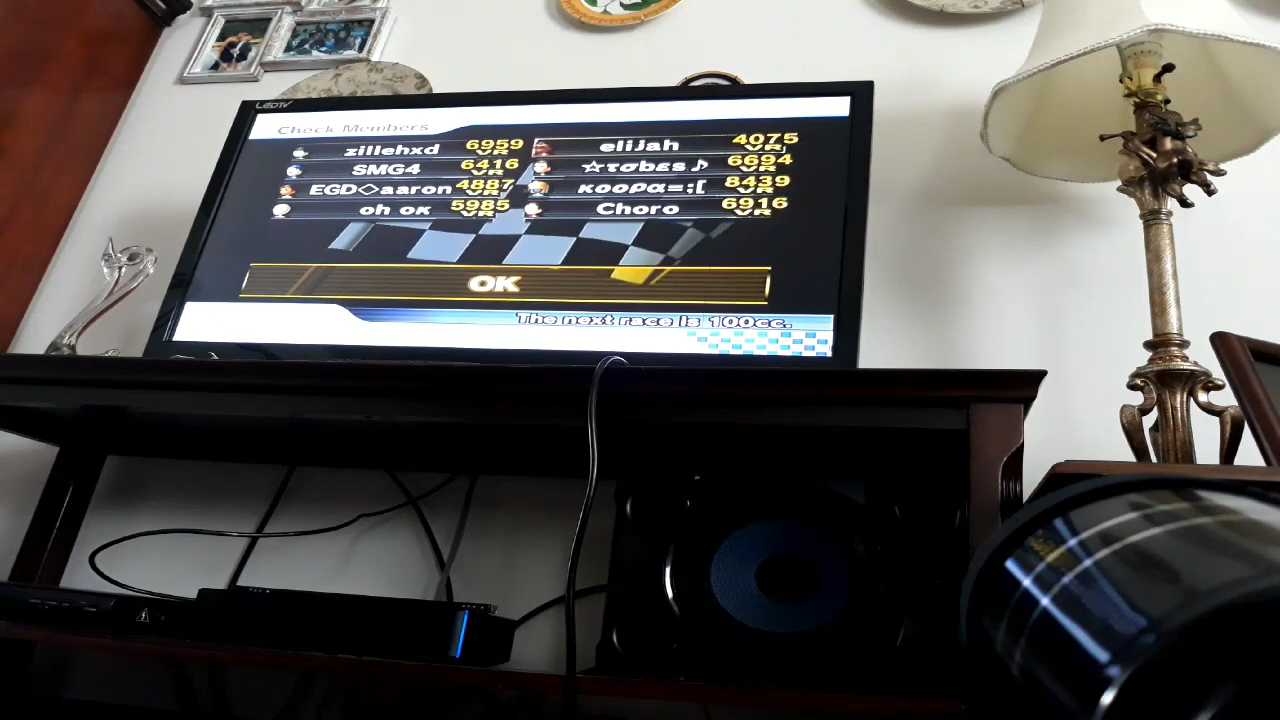 LEDTV
Check Members
zillehxd 6959 VR
elijah 4075 VR
SMG4 6416 VR
☆τσbεs♪ 6694 VR
EGD◇aaron 4887 VR
κοορα=;[ 8439 VR
oh oκ 5985 VR
Choro 6916 VR
OK
The next race is 100cc.